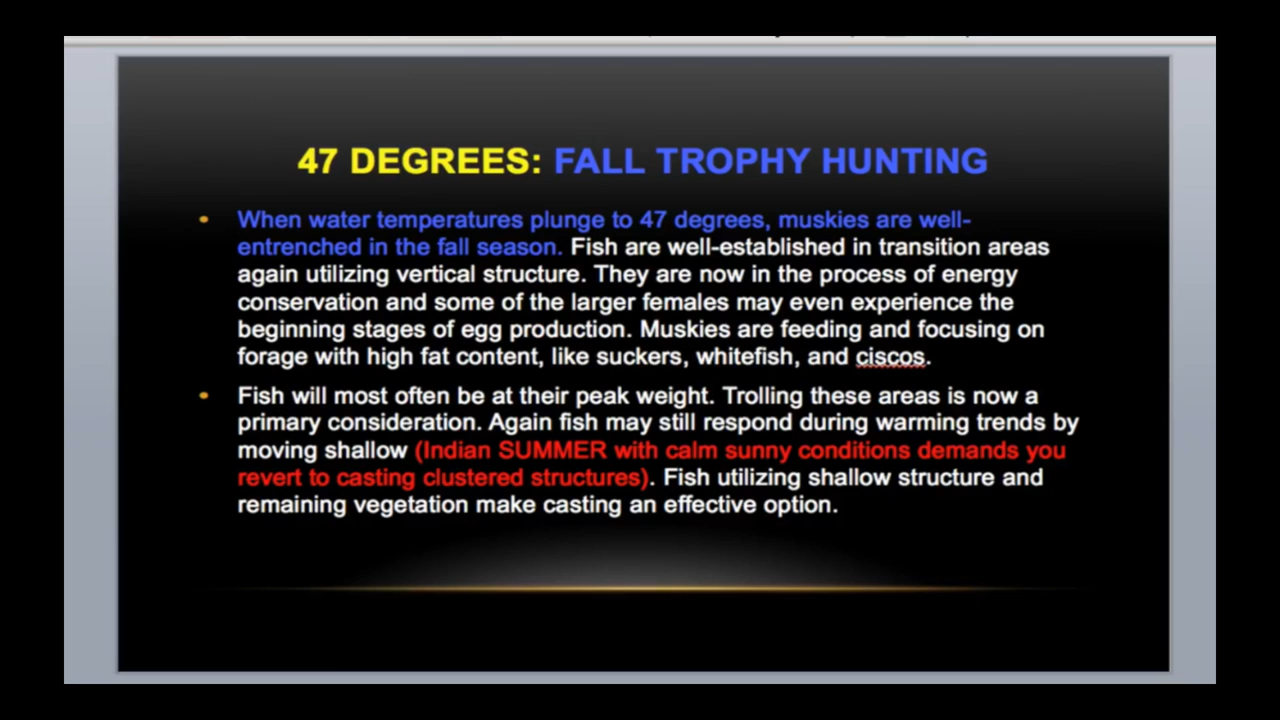 47 DEGREES: FALL TROPHY HUNTING
• When water temperatures plunge to 47 degrees, muskies are well-
entrenched in the fall season. Fish are well-established in transition areas
again utilizing vertical structure. They are now in the process of energy
conservation and some of the larger females may even experience the
beginning stages of egg production. Muskies are feeding and focusing on
forage with high fat content, like suckers, whitefish, and ciscos.
• Fish will most often be at their peak weight. Trolling these areas is now a
primary consideration. Again fish may still respond during warming trends by
moving shallow (Indian SUMMER with calm sunny conditions demands you
revert to casting clustered structures). Fish utilizing shallow structure and
remaining vegetation make casting an effective option.